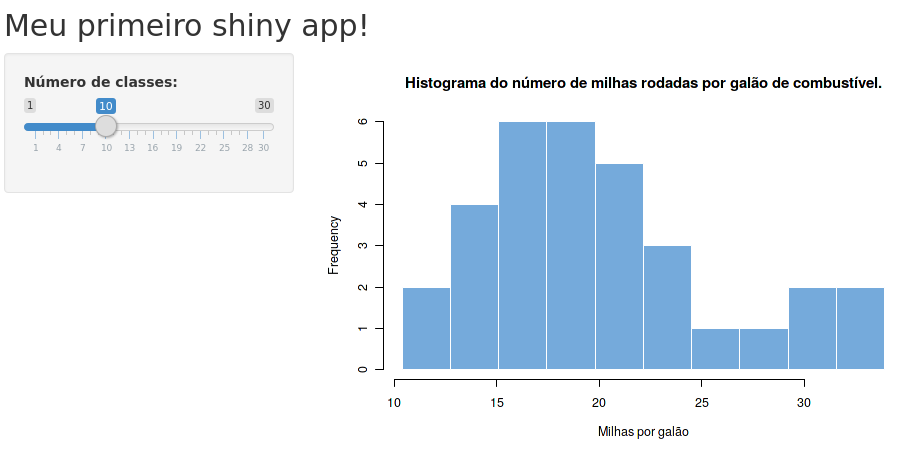 Meu primeiro shiny app!
Número de classes:
1 10 30
1 4 7 10 13 16 19 22 25 28 30
Histograma do número de milhas rodadas por galão de combustível.
6
5
4
3
2
1
0
Frequency
10 15 20 25 30
Milhas por galão